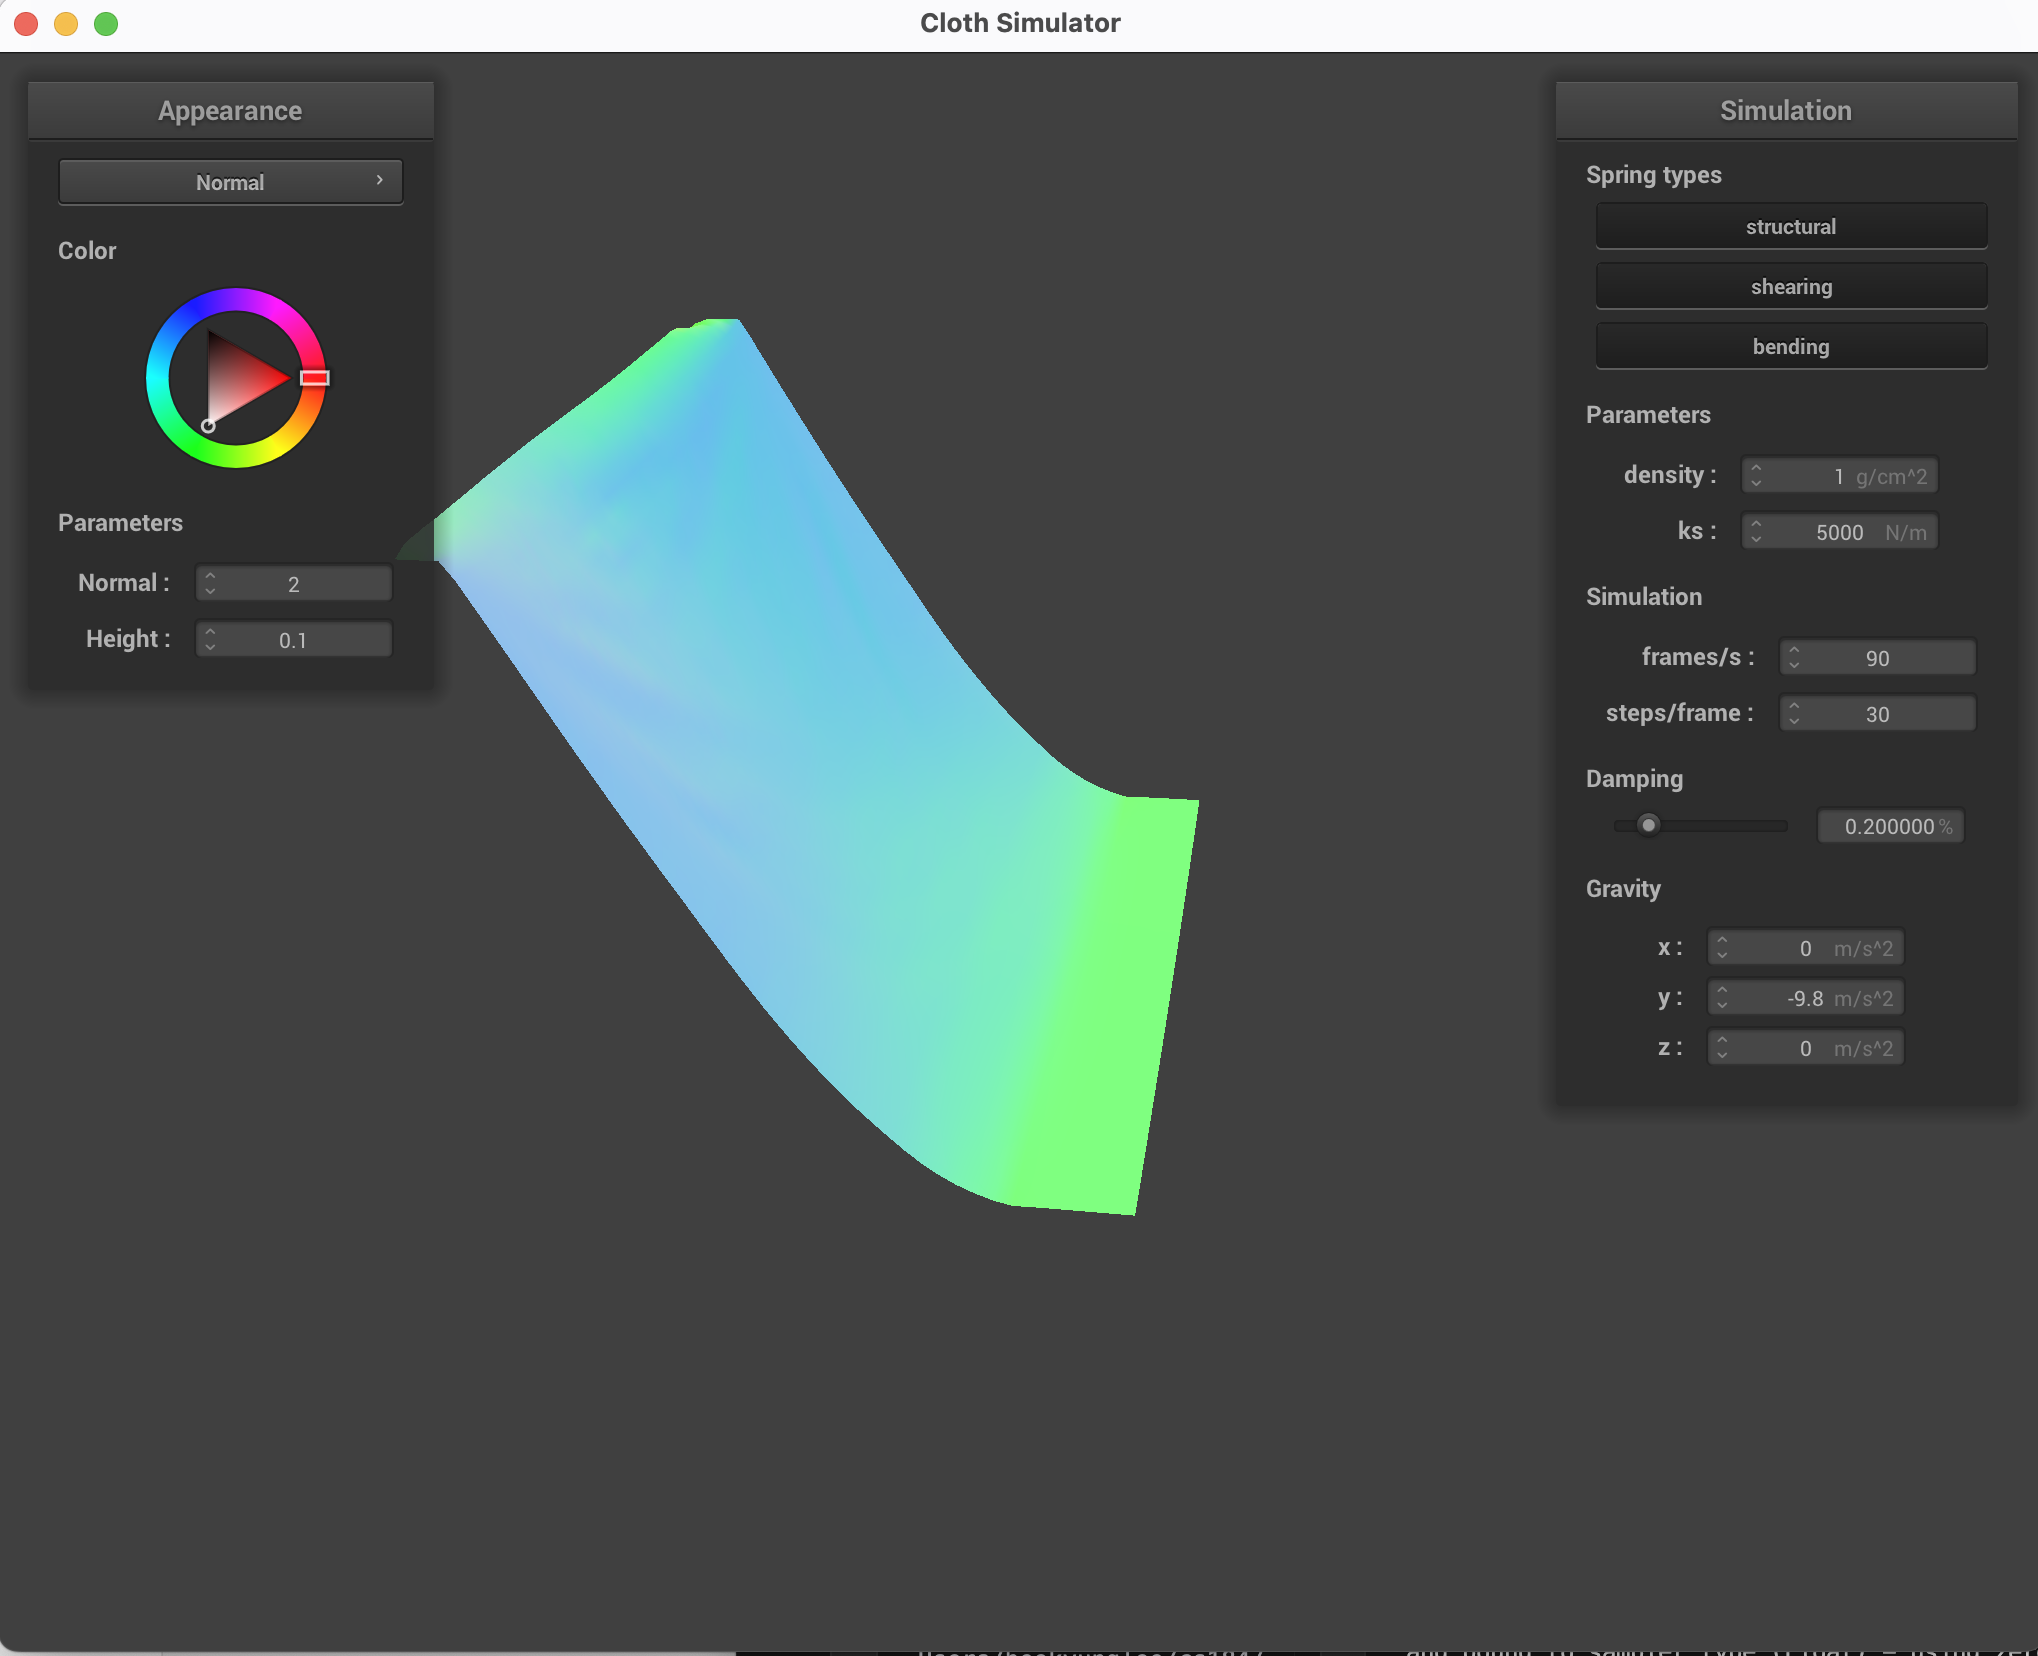 Cloth Simulator
Appearance
Normal
Color
Parameters
Normal : 2
Height : 0.1
Simulation
Spring types
structural
shearing
bending
Parameters
density : 1 g/cm^2
ks : 5000 N/m
Simulation
frames/s : 90
steps/frame : 30
Damping
0.200000 %
Gravity
x : 0 m/s^2
y : -9.8 m/s^2
z : 0 m/s^2